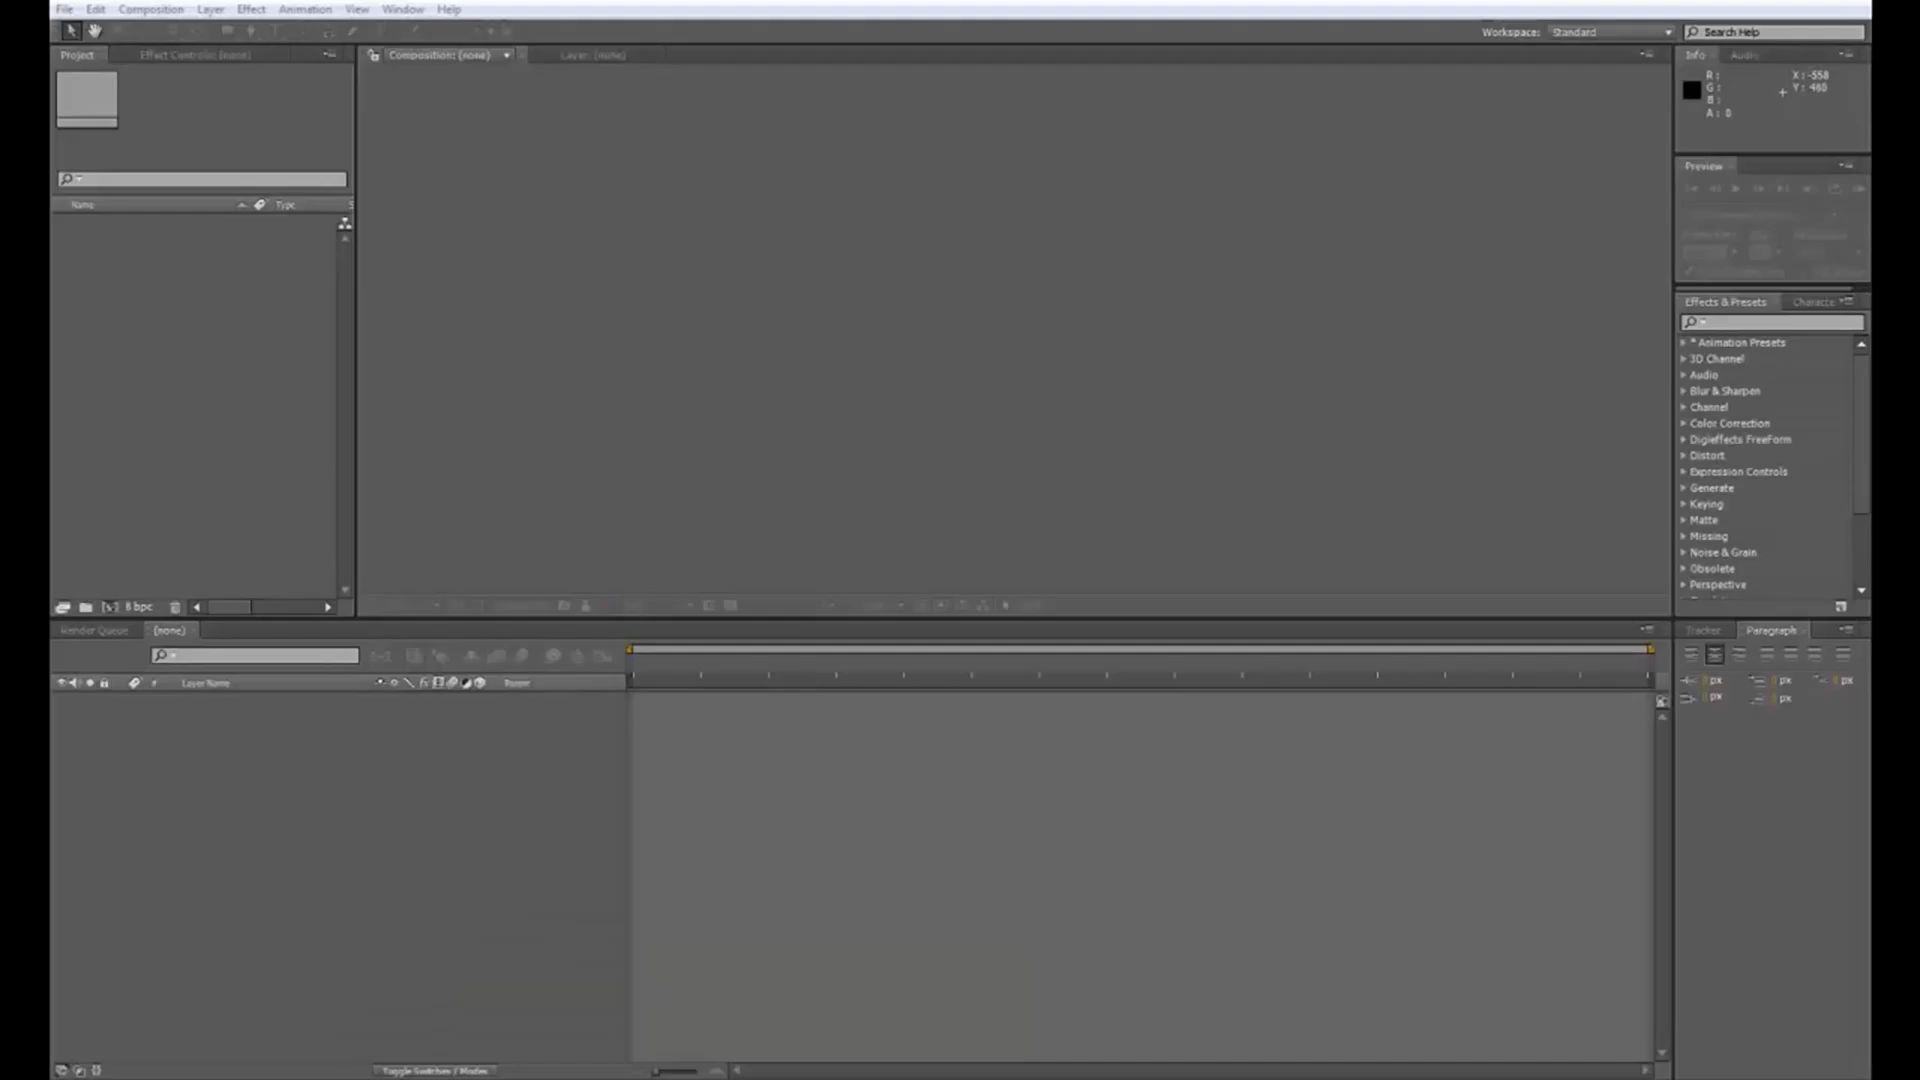 File Edit Composition Layer Effect Animation View Window Help
Workspace: Standard Search Help
Project Effect Controls: (none)
Composition: (none) Layer: (none)
Info Audio
R :
G :
B :
A : 0
X : -558
Y : 460
Preview
Name Type S
Effects & Presets Characte
* Animation Presets
3D Channel
Audio
Blur & Sharpen
Channel
Color Correction
Digieffects FreeForm
Distort
Expression Controls
Generate
Keying
Matte
Missing
Noise & Grain
Obsolete
Perspective
8 bpc
Render Queue (none)
# Layer Name Parent
Tracker Paragraph
px px px
px px
Toggle Switches / Modes